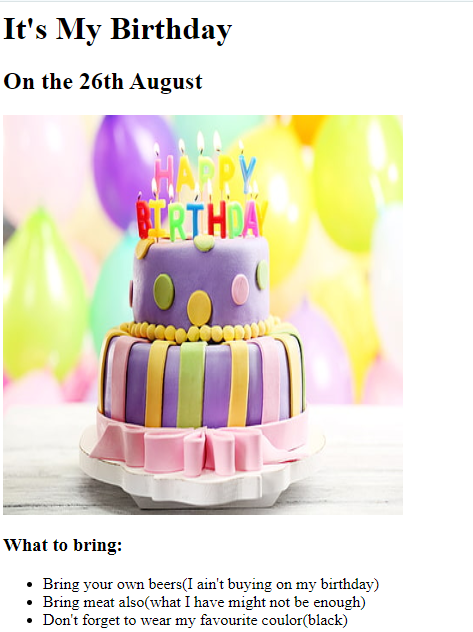 It's My Birthday
On the 26th August
HAPPY
BIRTHDAY
What to bring:
Bring your own beers(I ain't buying on my birthday)
Bring meat also(what I have might not be enough)
Don't forget to wear my favourite coulor(black)